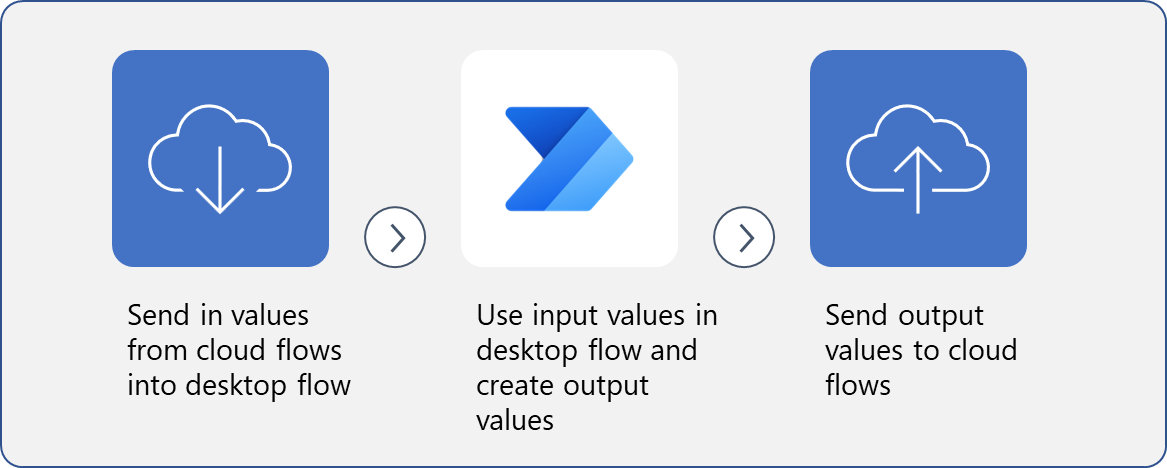 Send in values
from cloud flows
into desktop flow
Use input values in
desktop flow and
create output
values
Send output
values to cloud
flows